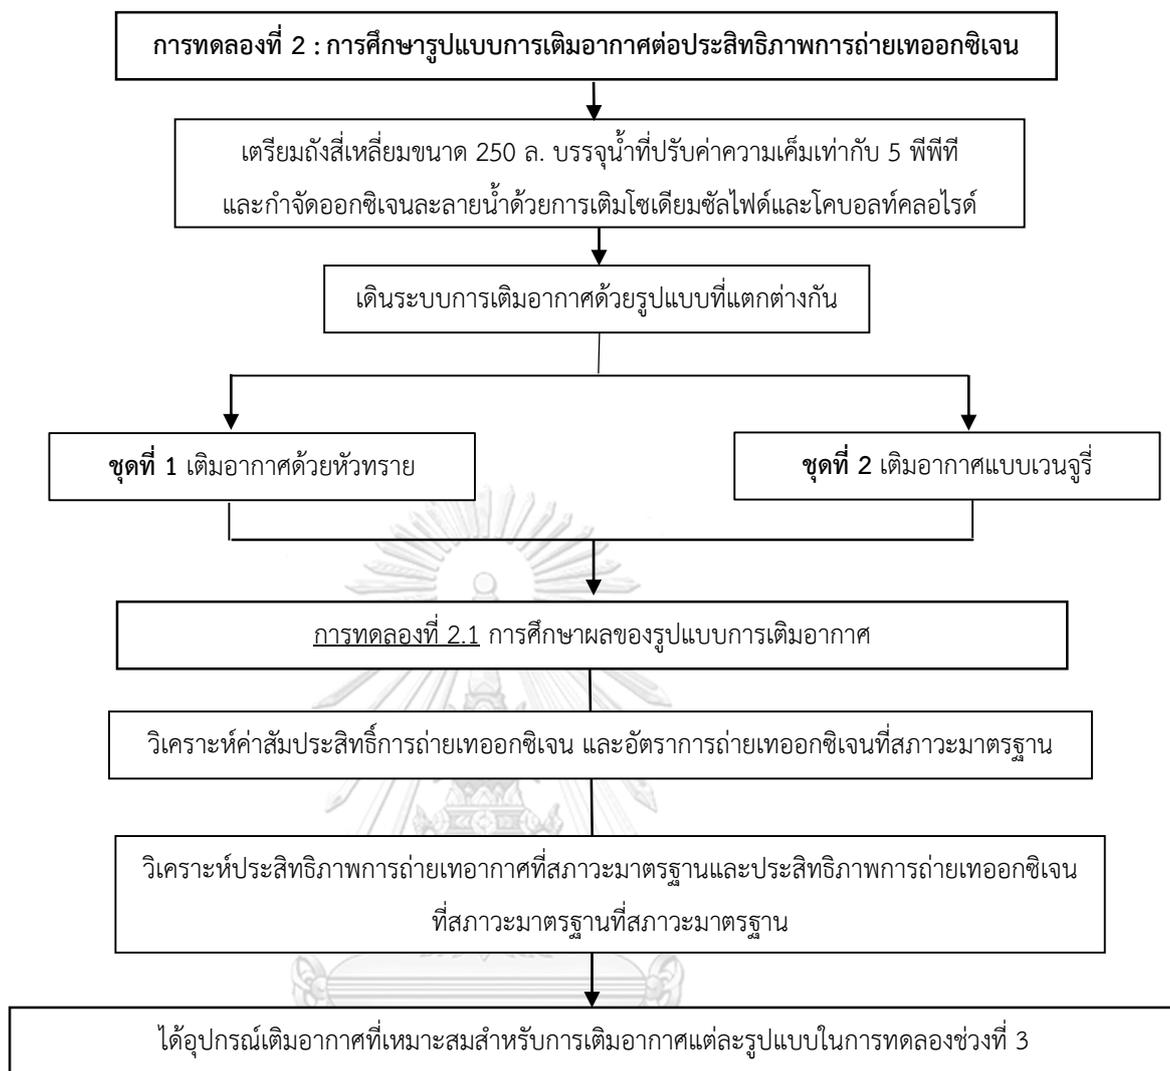 การทดลองที่ 2 : การศึกษารูปแบบการเติมอากาศต่อประสิทธิภาพการถ่ายเทออกซิเจน
เตรียมถังสี่เหลี่ยมขนาด 250 ล. บรรจุน้ำที่ปรับค่าความเค็มเท่ากับ 5 พีพีที
และกำจัดออกซิเจนละลายน้ำด้วยการเติมโซเดียมซัลไฟด์และโคบอลท์คลอไรด์
เดินระบบการเติมอากาศด้วยรูปแบบที่แตกต่างกัน
ชุดที่ 1 เติมอากาศด้วยหัวทราย
ชุดที่ 2 เติมอากาศแบบเวนจูรี่
การทดลองที่ 2.1 การศึกษาผลของรูปแบบการเติมอากาศ
วิเคราะห์ค่าสัมประสิทธิ์การถ่ายเทออกซิเจน และอัตราการถ่ายเทออกซิเจนที่สภาวะมาตรฐาน
วิเคราะห์ประสิทธิภาพการถ่ายเทอากาศที่สภาวะมาตรฐานและประสิทธิภาพการถ่ายเทออกซิเจน
ที่สภาวะมาตรฐานที่สภาวะมาตรฐาน
ได้อุปกรณ์เติมอากาศที่เหมาะสมสำหรับการเติมอากาศแต่ละรูปแบบในการทดลองช่วงที่ 3